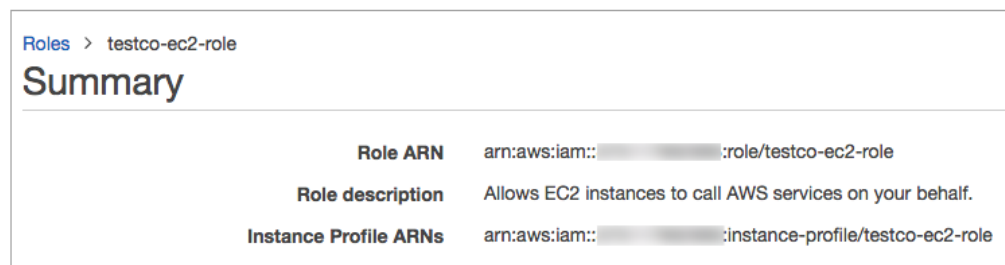 Roles > testco-ec2-role
Summary
Role ARN arn:aws:iam:: :role/testco-ec2-role
Role description Allows EC2 instances to call AWS services on your behalf.
Instance Profile ARNs arn:aws:iam:: :instance-profile/testco-ec2-role